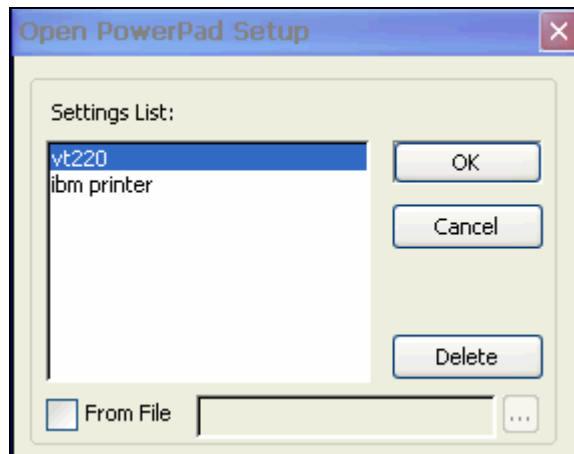 Open PowerPad Setup
Settings List:
vt220
ibm printer
OK
Cancel
Delete
From File
...